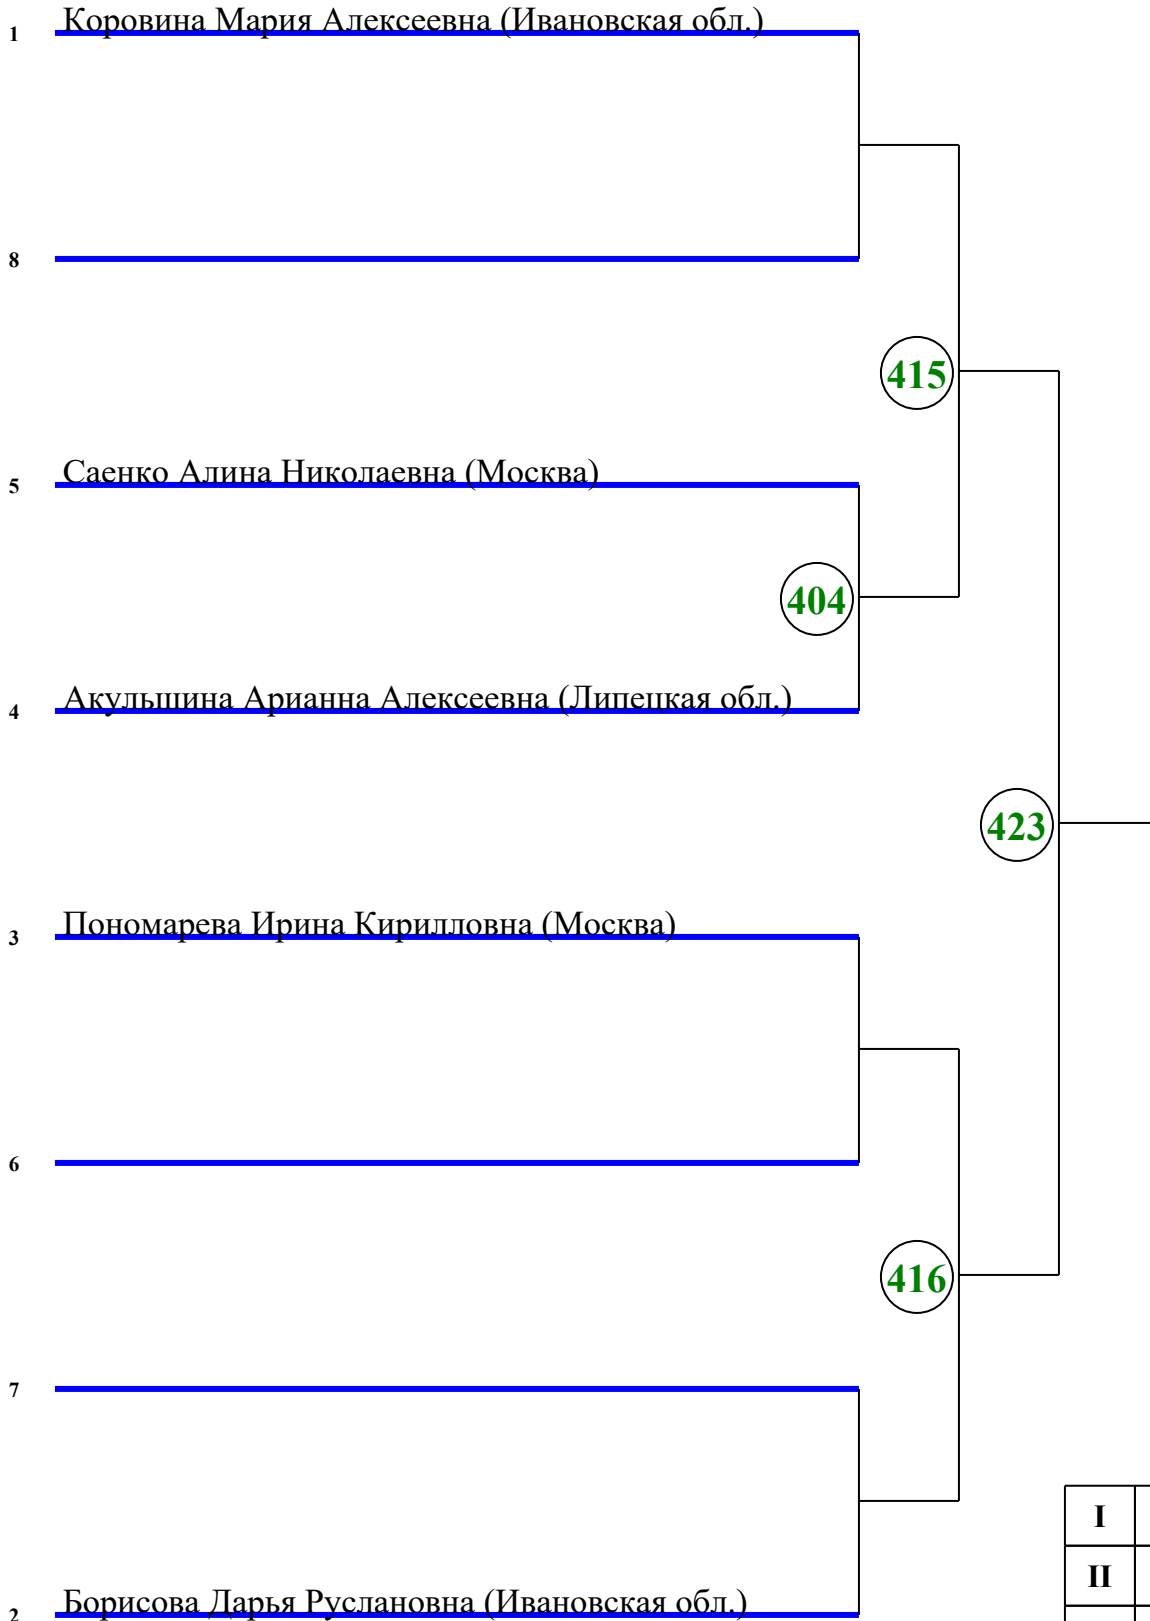 1 Коровина Мария Алексеевна (Ивановская обл.)
8
415
5 Саенко Алина Николаевна (Москва)
404
4 Акульшина Арианна Алексеевна (Липецкая обл.)
423
3 Пономарева Ирина Кирилловна (Москва)
6
416
7
I
II
2 Борисова Дарья Руслановна (Ивановская обл.)